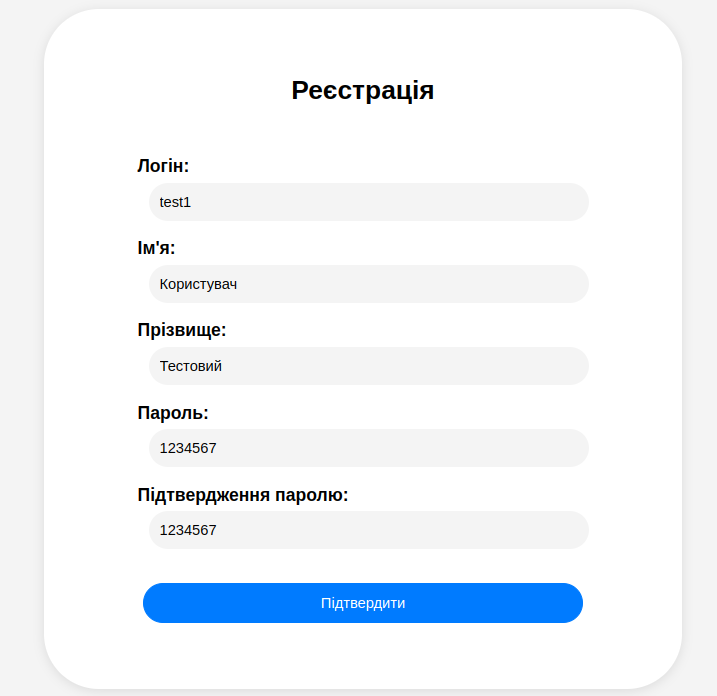 Реєстрація
Логін:
test1
Ім'я:
Користувач
Прізвище:
Тестовий
Пароль:
1234567
Підтвердження паролю:
1234567
Підтвердити